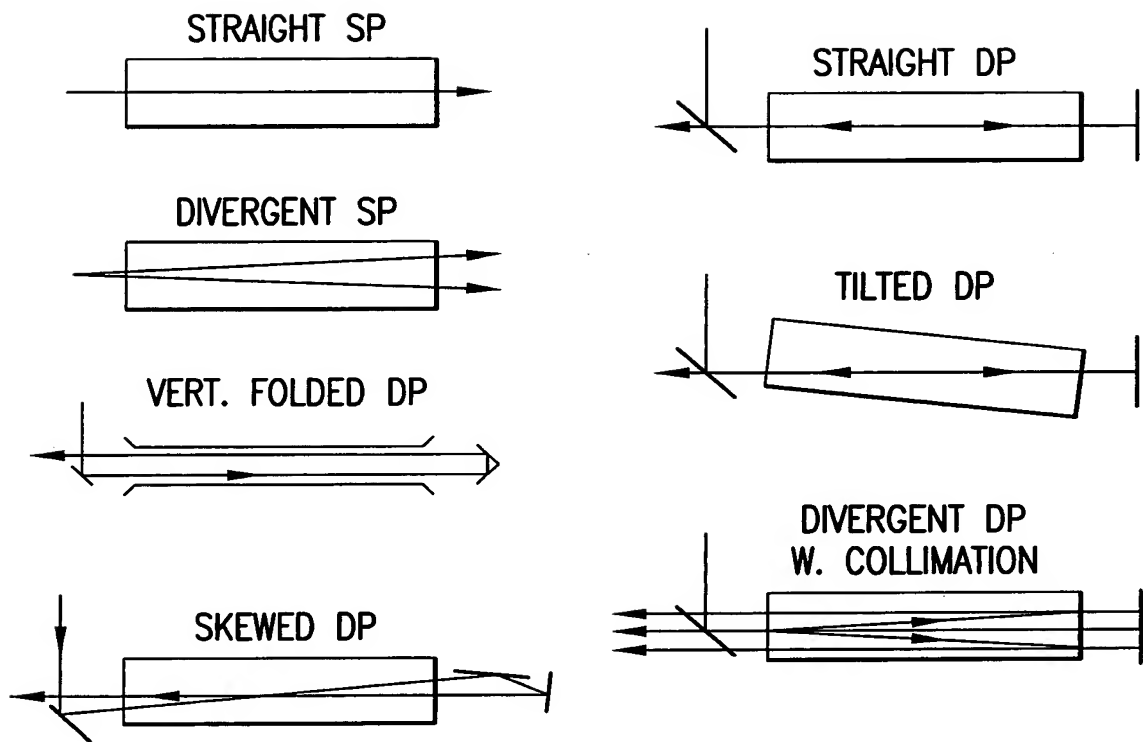 STRAIGHT SP
STRAIGHT DP
DIVERGENT SP
TILTED DP
VERT. FOLDED DP
DIVERGENT DP
W. COLLIMATION
SKEWED DP